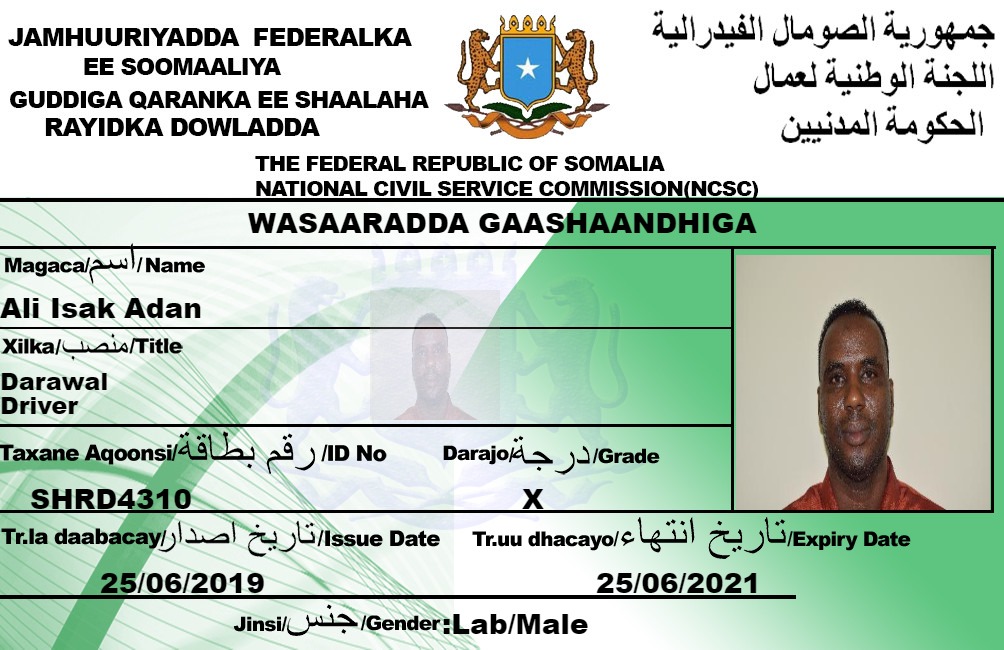 JAMHUURIYADDA FEDERALKA
EE SOOMAALIYA
GUDDIGA QARANKA EE SHAALAHA
RAYIDKA DOWLADDA
جمهورية الصومال الفيدرالية
اللجنة الوطنية لعمال
الحكومة المدنيين
THE FEDERAL REPUBLIC OF SOMALIA
NATIONAL CIVIL SERVICE COMMISSION(NCSC)
WASAARADDA GAASHAANDHIGA
Magaca/اسم/Name
Ali Isak Adan
Xilka/منصب/Title
Darawal
Driver
Taxane Aqoonsi/رقم بطاقة/ID No
Darajo/درجة/Grade
SHRD4310
X
Tr.la daabacay/تاريخ اصدار/Issue Date
Tr.uu dhacayo/تاريخ انتهاء/Expiry Date
25/06/2019
25/06/2021
Jinsi/جنس/Gender:Lab/Male